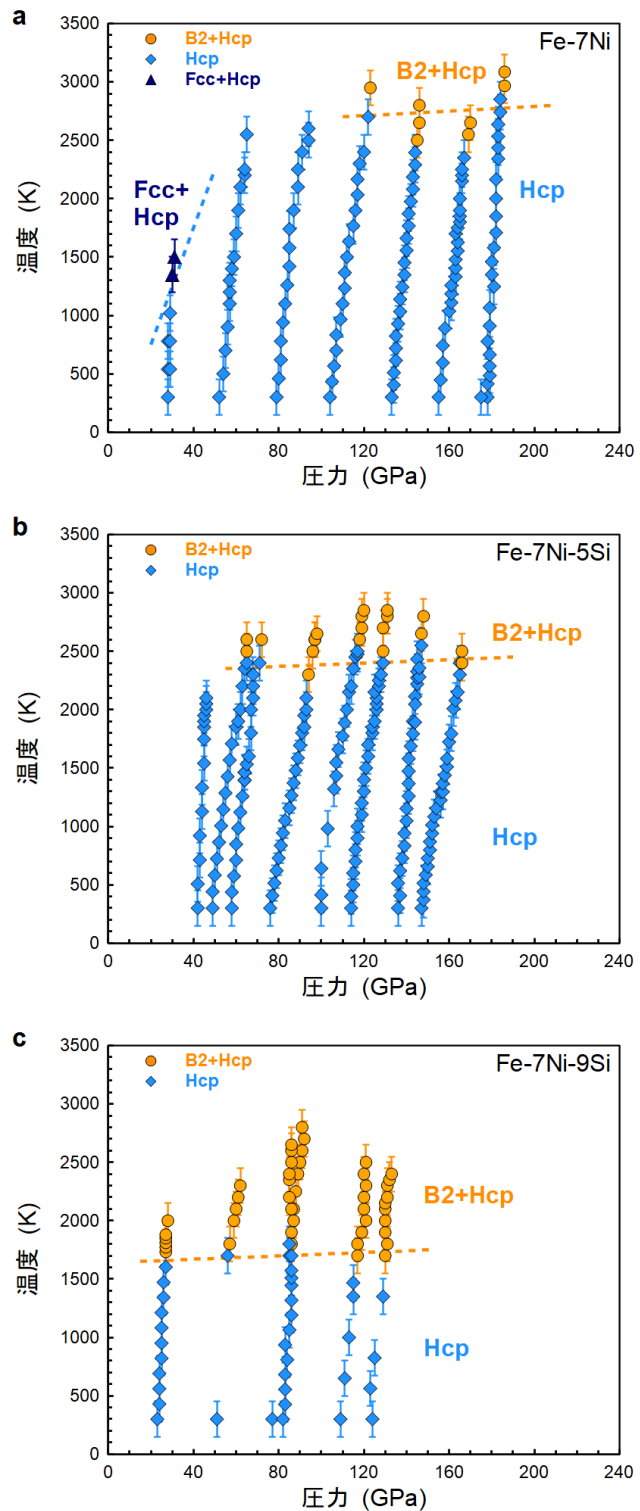 a
3500
3000
2500
2000
1500
1000
500
0
温度 (K)
B2+Hcp
Hcp
Fcc+Hcp
Fe-7Ni
B2+Hcp
Fcc+
Hcp
Hcp
0 40 80 120 160 200 240
圧力 (GPa)
b
3500
3000
2500
2000
1500
1000
500
0
温度 (K)
B2+Hcp
Hcp
Fe-7Ni-5Si
B2+Hcp
Hcp
0 40 80 120 160 200 240
圧力 (GPa)
c
3500
3000
2500
2000
1500
1000
500
0
温度 (K)
B2+Hcp
Hcp
Fe-7Ni-9Si
B2+Hcp
Hcp
0 40 80 120 160 200 240
圧力 (GPa)